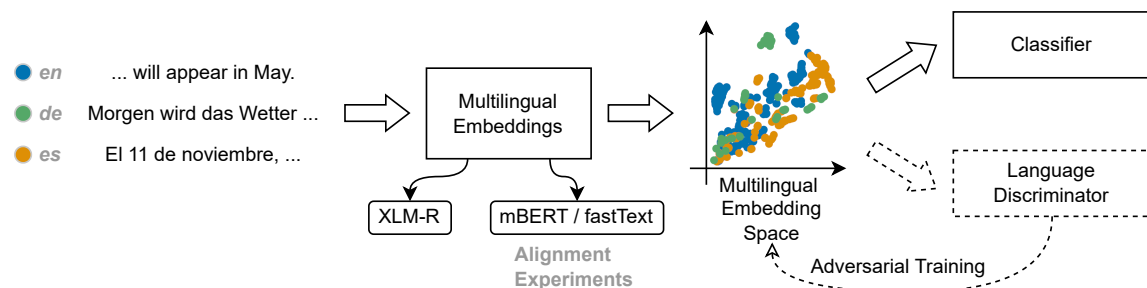 en ... will appear in May.
de Morgen wird das Wetter ...
es El 11 de noviembre, ...
Multilingual
Embeddings
XLM-R
mBERT / fastText
Alignment
Experiments
Multilingual
Embedding
Space
Classifier
Language
Discriminator
Adversarial Training